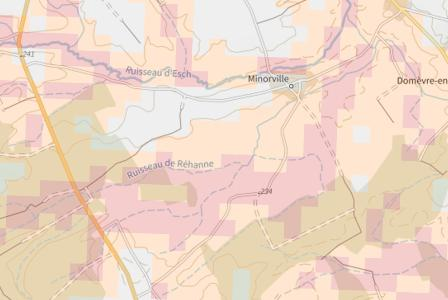 241
Ruisseau d'Esch
Minorville
Domèvre-en
Ruisseau de Réhanne
234